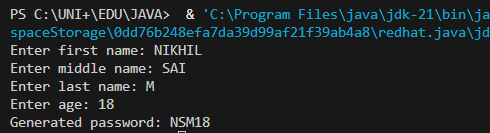 PS C:\UNI+\EDU\JAVA>  & 'C:\Program Files\java\jdk-21\bin\ja
spaceStorage\0dd76b248efa7da39d99af21f39ab4a8\redhat.java\jd
Enter first name: NIKHIL
Enter middle name: SAI
Enter last name: M
Enter age: 18
Generated password: NSM18